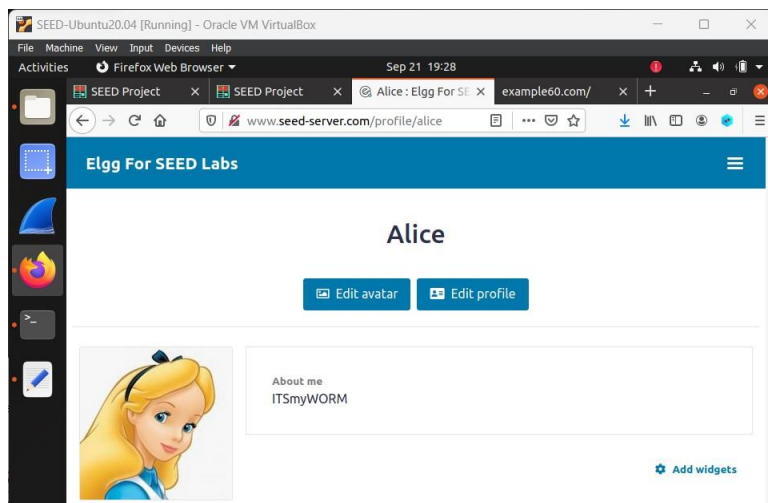 SEED-Ubuntu20.04 [Running] - Oracle VM VirtualBox
File Machine View Input Devices Help
Activities Firefox Web Browser Sep 21 19:28
SEED Project SEED Project Alice : Elgg For SE example60.com/
www.seed-server.com/profile/alice
Elgg For SEED Labs
Alice
Edit avatar Edit profile
About me
ITSmyWORM
Add widgets